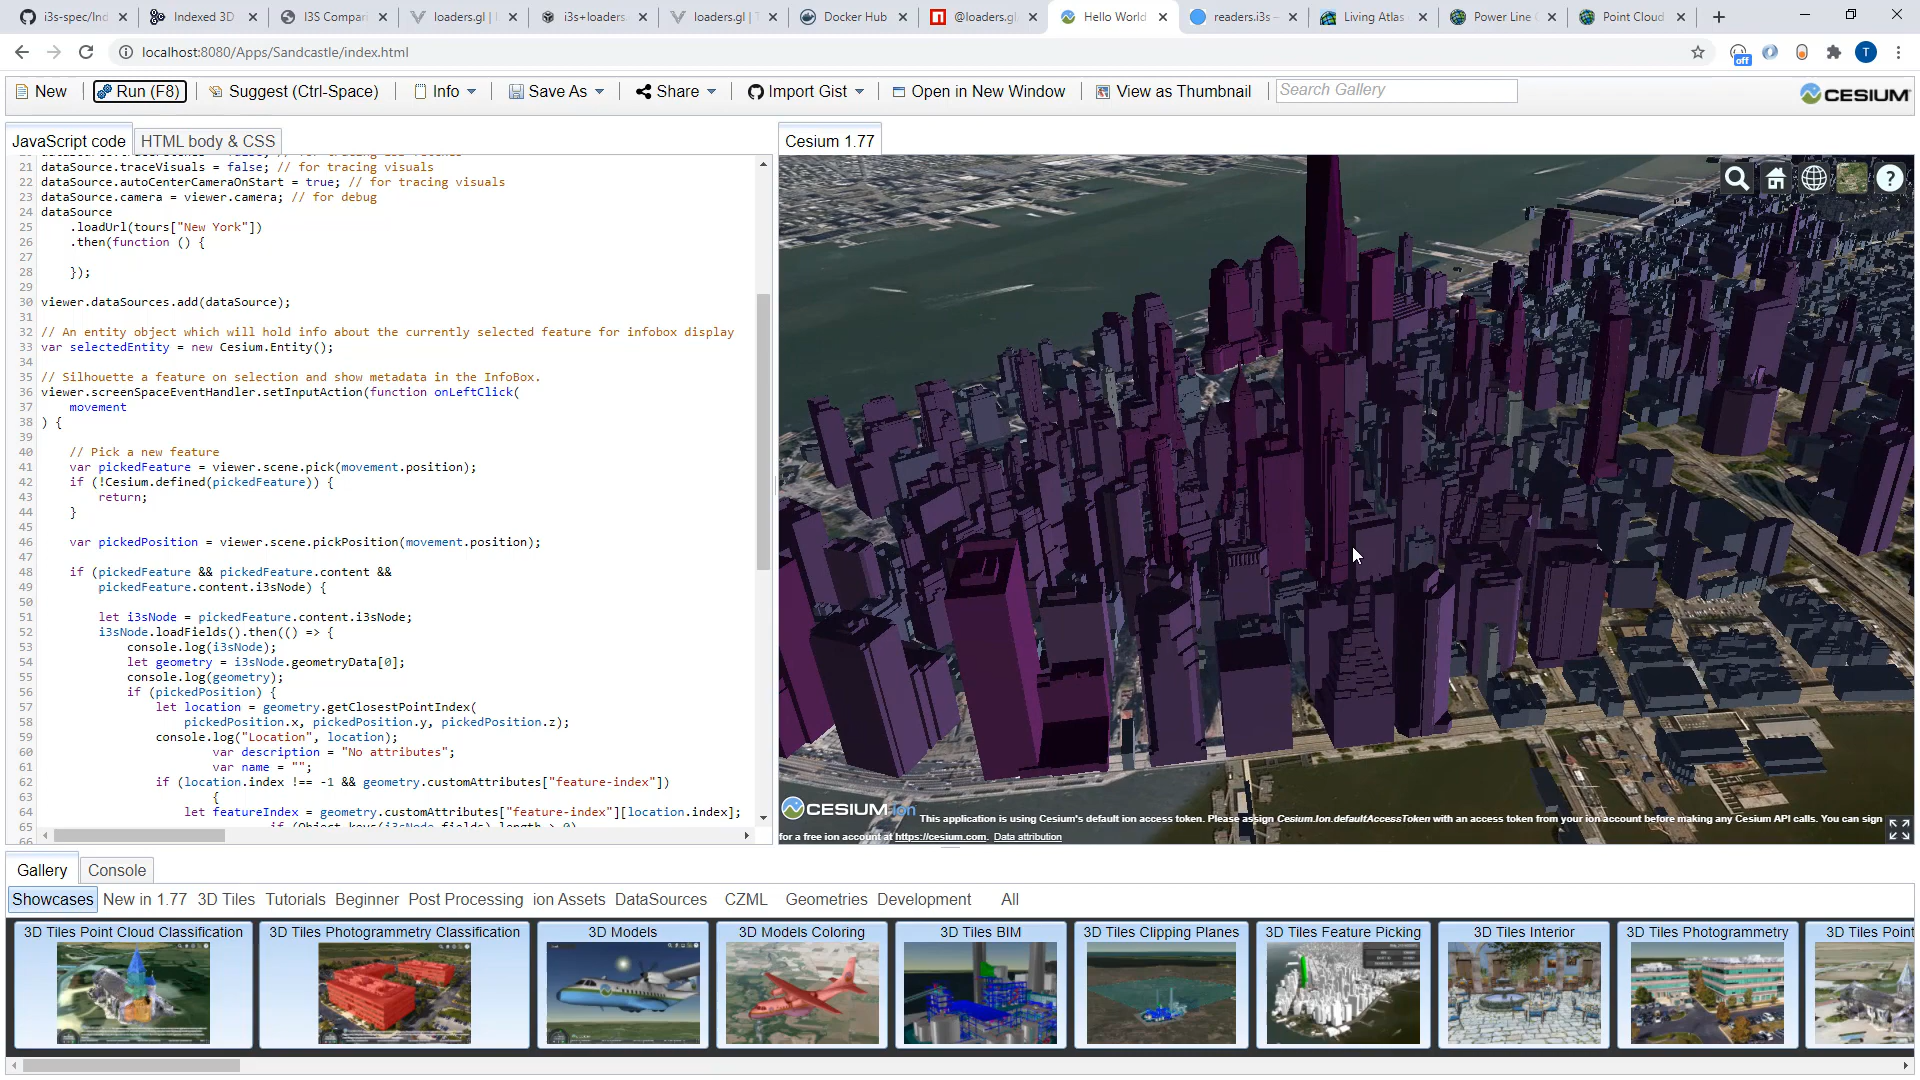 i3s-spec/Ind
Indexed 3D
I3S Compari
loaders.gl |
i3s+loaders.
loaders.gl | T
Docker Hub
@loaders.gl
Hello World
readers.i3s –
Living Atlas
Power Line
Point Cloud
localhost:8080/Apps/Sandcastle/index.html
off
T
New
Run (F8)
Suggest (Ctrl-Space)
Info
Save As
Share
Import Gist
Open in New Window
View as Thumbnail
Search Gallery
CESIUM
JavaScript code
HTML body & CSS
21 dataSource.traceVisuals = false; // for tracing visuals
22 dataSource.autoCenterCameraOnStart = true; // for tracing visuals
23 dataSource.camera = viewer.camera; // for debug
24 dataSource
25 .loadUrl(tours["New York"])
26 .then(function () {
27
28 });
29
30 viewer.dataSources.add(dataSource);
31
32 // An entity object which will hold info about the currently selected feature for infobox display
33 var selectedEntity = new Cesium.Entity();
34
35 // Silhouette a feature on selection and show metadata in the InfoBox.
36 viewer.screenSpaceEventHandler.setInputAction(function onLeftClick(
37 movement
38 ) {
39
40 // Pick a new feature
41 var pickedFeature = viewer.scene.pick(movement.position);
42 if (!Cesium.defined(pickedFeature)) {
43 return;
44 }
45
46 var pickedPosition = viewer.scene.pickPosition(movement.position);
47
48 if (pickedFeature && pickedFeature.content &&
49 pickedFeature.content.i3sNode) {
50
51 let i3sNode = pickedFeature.content.i3sNode;
52 i3sNode.loadFields().then(() => {
53 console.log(i3sNode);
54 let geometry = i3sNode.geometryData[0];
55 console.log(geometry);
56 if (pickedPosition) {
57 let location = geometry.getClosestPointIndex(
58 pickedPosition.x, pickedPosition.y, pickedPosition.z);
59 console.log("Location", location);
60 var description = "No attributes";
61 var name = "";
62 if (location.index !== -1 && geometry.customAttributes["feature-index"])
63 {
64 let featureIndex = geometry.customAttributes["feature-index"][location.index];
65 if (Object.keys(i3sNode.fields).length > 0)
66
Cesium 1.77
?
CESIUM ion This application is using Cesium's default ion access token. Please assign Cesium.Ion.defaultAccessToken with an access token from your ion account before making any Cesium API calls. You can sign
for a free ion account at https://cesium.com. Data attribution
Gallery
Console
Showcases
New in 1.77
3D Tiles
Tutorials
Beginner
Post Processing
ion Assets
DataSources
CZML
Geometries
Development
All
3D Tiles Point Cloud Classification
3D Tiles Photogrammetry Classification
3D Models
3D Models Coloring
3D Tiles BIM
3D Tiles Clipping Planes
3D Tiles Feature Picking
3D Tiles Interior
3D Tiles Photogrammetry
3D Tiles Point